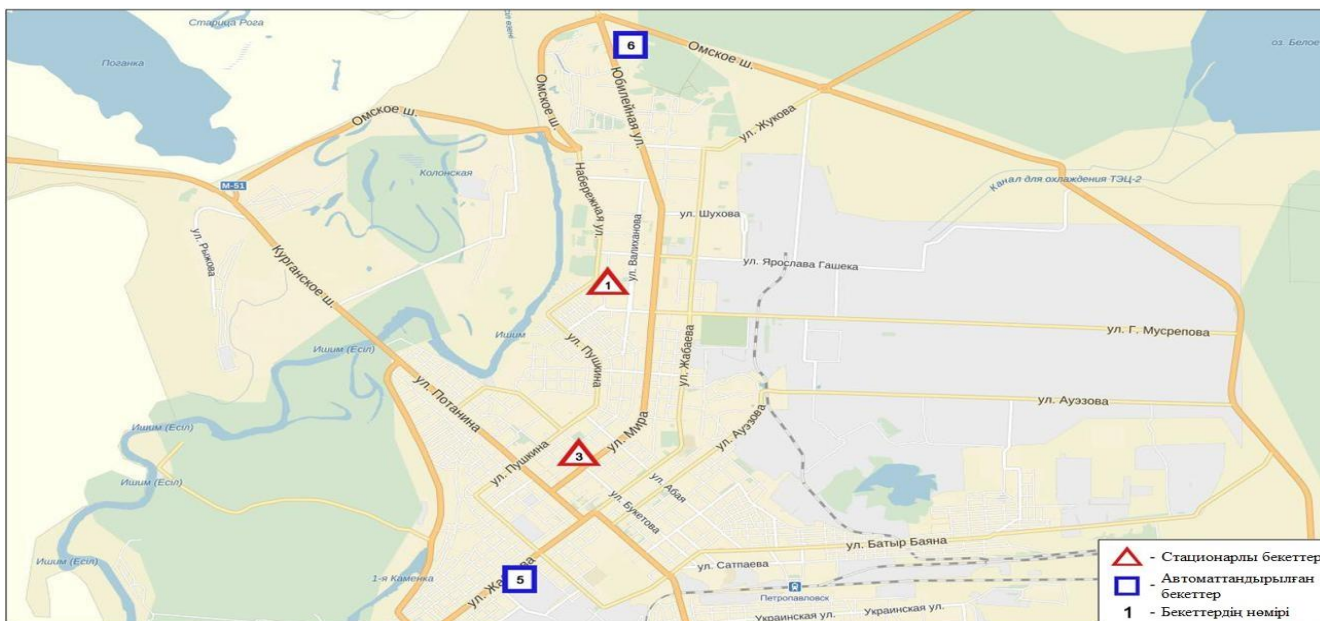 Старица Рога
Поганка
6
Омское ш.
оз. Белое
Омское ш.
Юбилейная ул.
Омское ш.
ул. Жукова
Колонская
М-51
Набережная ул.
Канал для охлаждения ТЭЦ-2
ул. Шухова
ул. Валиханова
ул. Рыжова
ул. Ярослава Гашека
Курганское ш.
1
Ишим
ул. Г. Мусрепова
Ишим (Есіл)
ул. Пушкина
ул. Жабаева
ул. Потанина
ул. Ауэзова
ул. Мира
ул. Ауэзова
ул. Пушкина
3
Ишим (Есіл)
ул. Абая
ул. Букетова
ул. Батыр Баяна
Ишим (Есіл)
ул. Сатпаева
1-я Каменка
5
Петропавловск
Украинская ул.
Украинская ул.
- Стационарлы бекеттер
- Автоматтандырылған
бекеттер
1 - Бекеттердің нөмірі